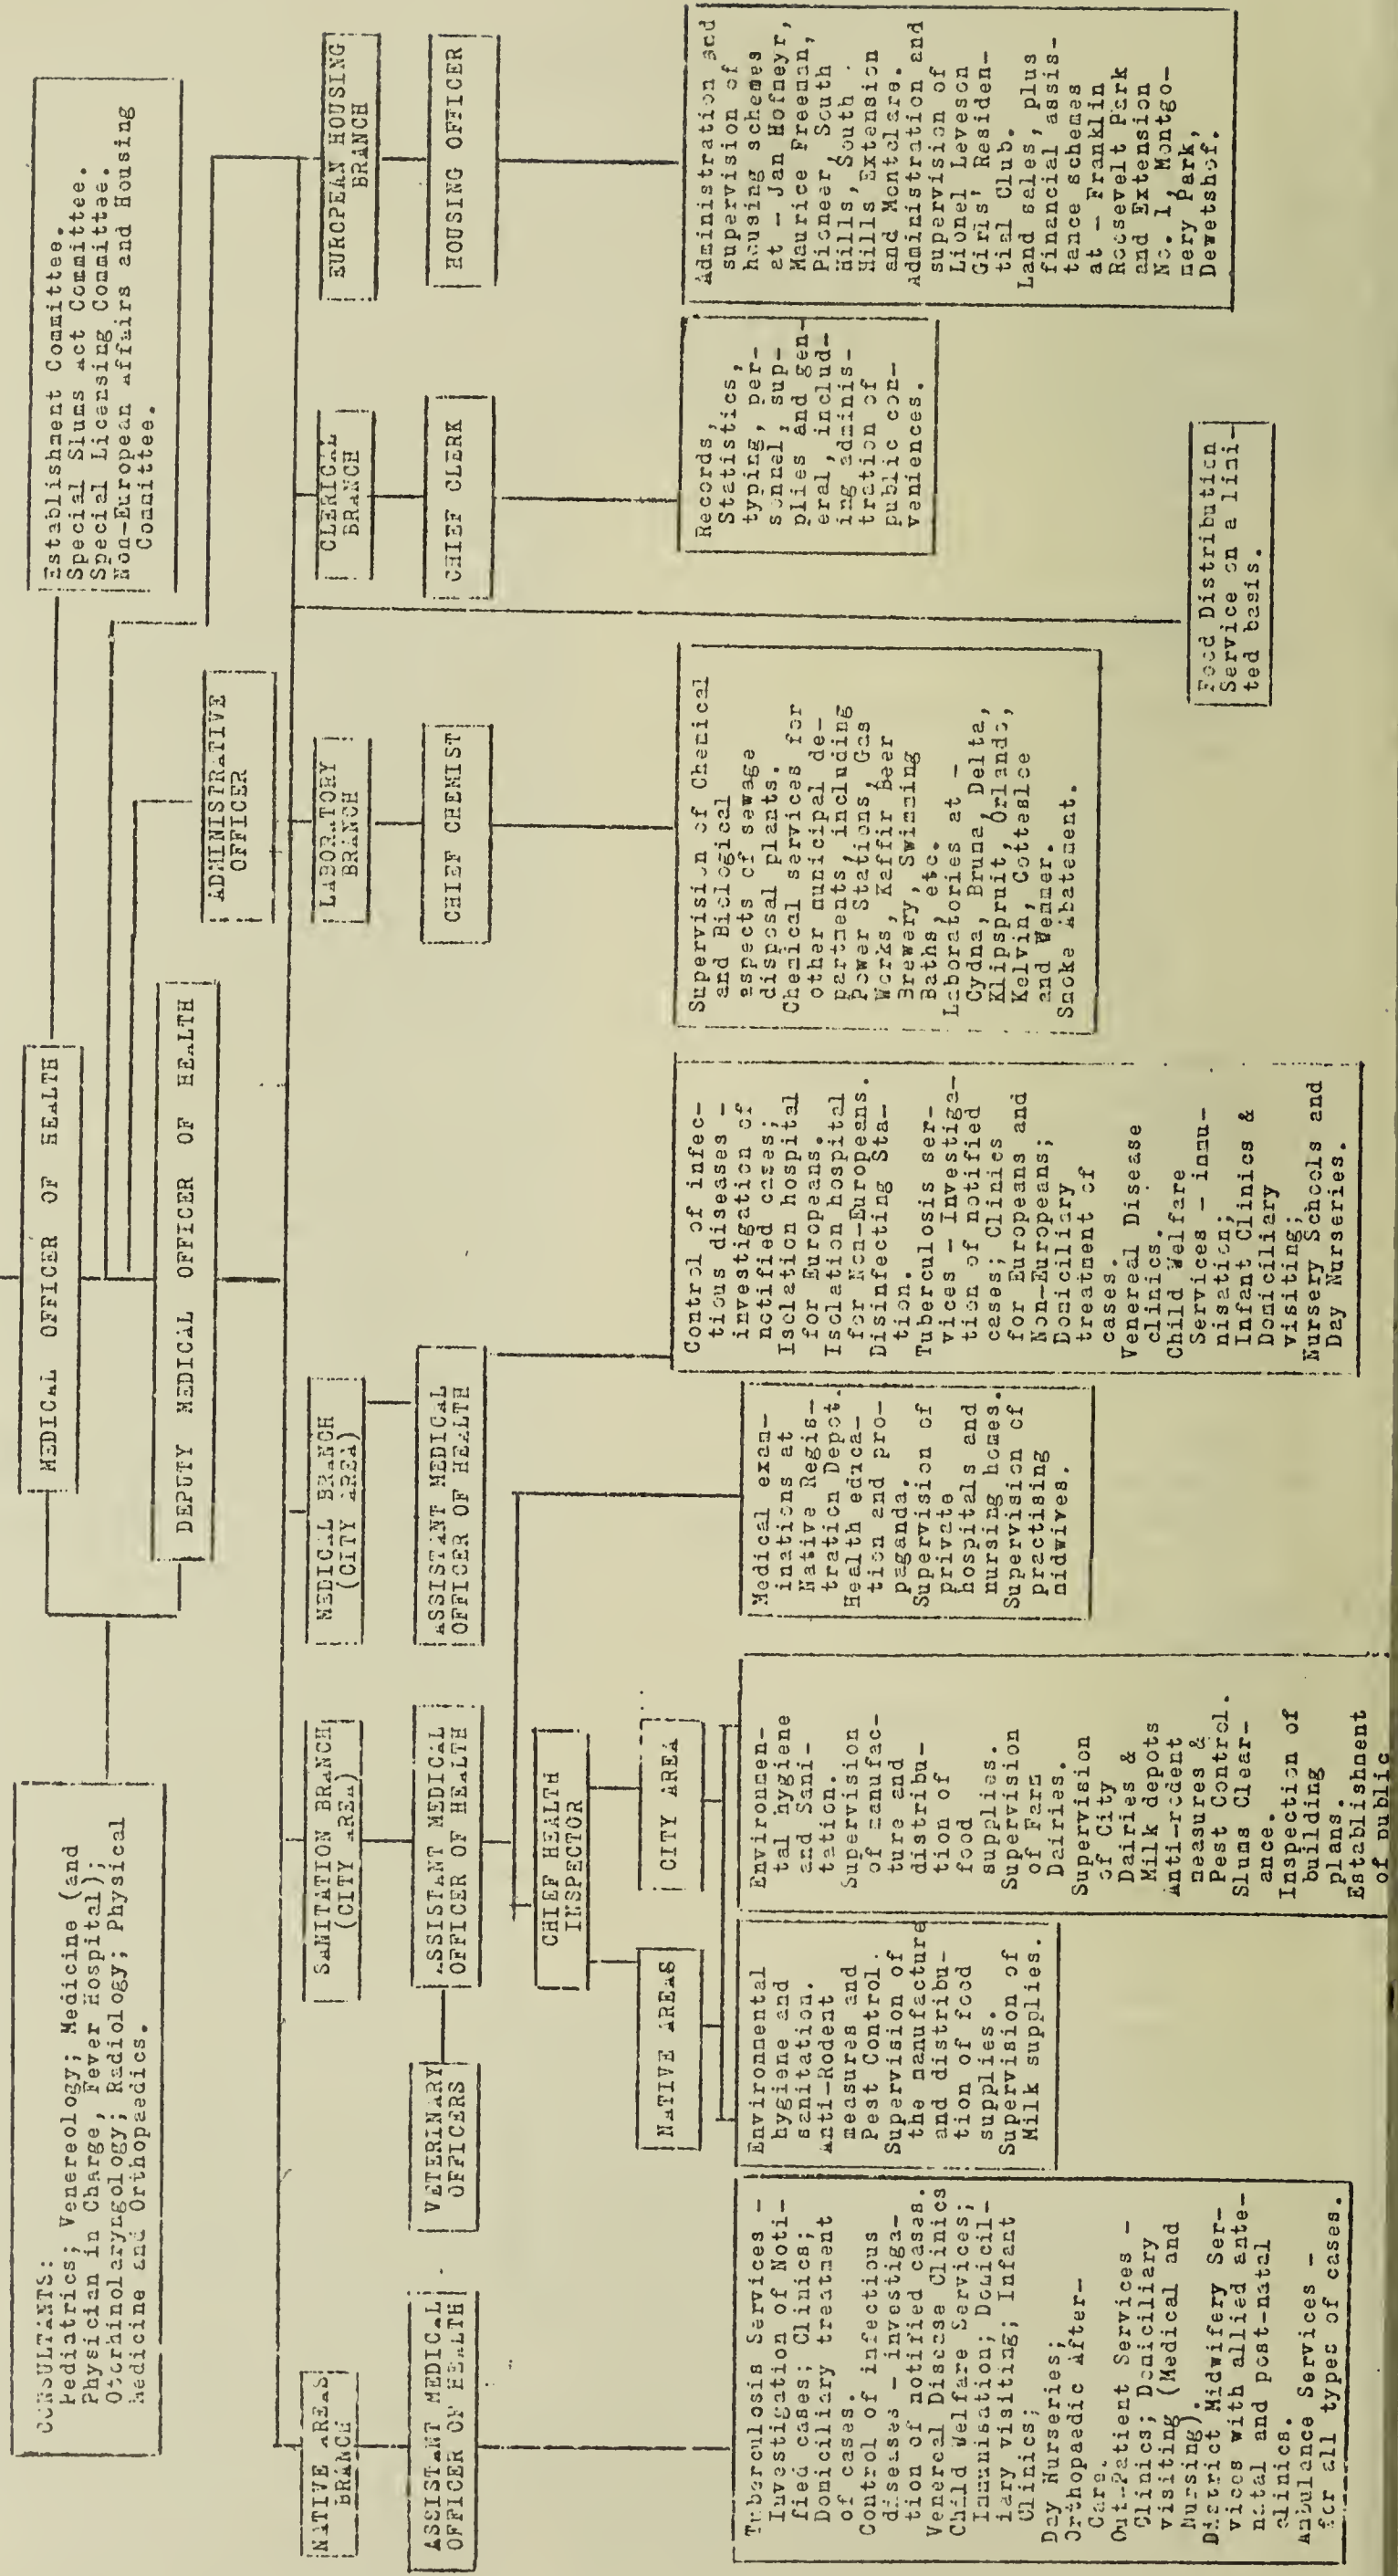 Establishment Committee.
Special Slums Act Committee.
Special Licensing Committee.
Non-European Affairs and Housing
Committee.
MEDICAL OFFICER OF HEALTH
CONSULTANTS:
Pediatrics; Venereology; Medicine (and
Physician in Charge, Fever Hospital);
Otorhinolaryngology; Radiology; Physical
Medicine and Orthopaedics.
DEPUTY MEDICAL OFFICER OF HEALTH
ADMINISTRATIVE
OFFICER
NATIVE AREAS
BRANCH
SANITATION BRANCH
(CITY AREA)
MEDICAL BRANCH
(CITY AREA)
LABORATORY
BRANCH
CLERICAL
BRANCH
EUROPEAN HOUSING
BRANCH
ASSISTANT MEDICAL
OFFICER OF HEALTH
VETERINARY
OFFICERS
ASSISTANT MEDICAL
OFFICER OF HEALTH
ASSISTANT MEDICAL
OFFICER OF HEALTH
CHIEF CHEMIST
CHIEF CLERK
HOUSING OFFICER
CHIEF HEALTH
INSPECTOR
NATIVE AREAS
CITY AREA
Tuberculosis Services -
Investigation of Noti-
fied cases; Clinics;
Domiciliary treatment
of cases.
Control of infectious
diseases - investiga-
tion of notified cases.
Venereal Disease Clinics
Child Welfare Services;
Immunisation; Domicil-
iary visiting; Infant
Clinics;
Day Nurseries;
Orthopaedic After-
Care.
Out-Patient Services -
Clinics; Domiciliary
visiting (Medical and
Nursing).
District Midwifery Ser-
vices with allied ante-
natal and post-natal
clinics.
Ambulance Services -
for all types of cases.
Environmental
hygiene and
sanitation.
Anti-Rodent
measures and
Pest Control.
Supervision of
the manufacture
and distribu-
tion of food
supplies.
Supervision of
Milk supplies.
Environmen-
tal hygiene
and Sani-
tation.
Supervision
of manufac-
ture and
distribu-
tion of
food
supplies.
Supervision
of Farm
Dairies.
Supervision
of City
Dairies &
Milk depots
Anti-rodent
measures &
Pest Control.
Slums Clear-
ance.
Inspection of
building
plans.
Establishment
of public
Medical exam-
inations at
Native Regis-
tration Depot.
Health educa-
tion and pro-
paganda.
Supervision of
private
hospitals and
nursing homes.
Supervision of
practising
midwives.
Control of infec-
tious diseases -
investigation of
notified cases;
Isolation hospital
for Europeans.
Isolation hospital
for Non-Europeans.
Disinfecting Sta-
tion.
Tuberculosis ser-
vices - Investiga-
tion of notified
cases; Clinics
for Europeans and
Non-Europeans;
Domiciliary
treatment of
cases.
Venereal Disease
clinics.
Child Welfare
Services - immu-
nisation;
Infant Clinics &
Domiciliary
visiting;
Nursery Schools and
Day Nurseries.
Supervision of Chemical
and Biological
aspects of sewage
disposal plants.
Chemical services for
other municipal de-
partments, including
Power Stations, Gas
Works, Kaffir Beer
Brewery, Swimming
Baths, etc.
Laboratories at -
Cydna, Bruma, Delta,
Klipspruit, Orlando,
Kelvin, Cottesloe
and Wemmer.
Smoke Abatement.
Records,
Statistics,
typing, per-
sonnel, sup-
plies and gen-
eral, includ-
ing adminis-
tration of
public con-
veniences.
Administration and
supervision of
housing schemes
at - Jan Hofmeyr,
Maurice Freeman,
Pioneer, South
Hills, South
Hills Extension
and Montclare.
Administration and
supervision of
Lionel Leveson
Girls' Residen-
tial Club.
Land sales, plus
financial assis-
tance schemes
at - Franklin
Roosevelt Park
and Extension
No. 1, Montgo-
mery Park,
Dewetshof.
Food Distribution
Service on a limi-
ted basis.